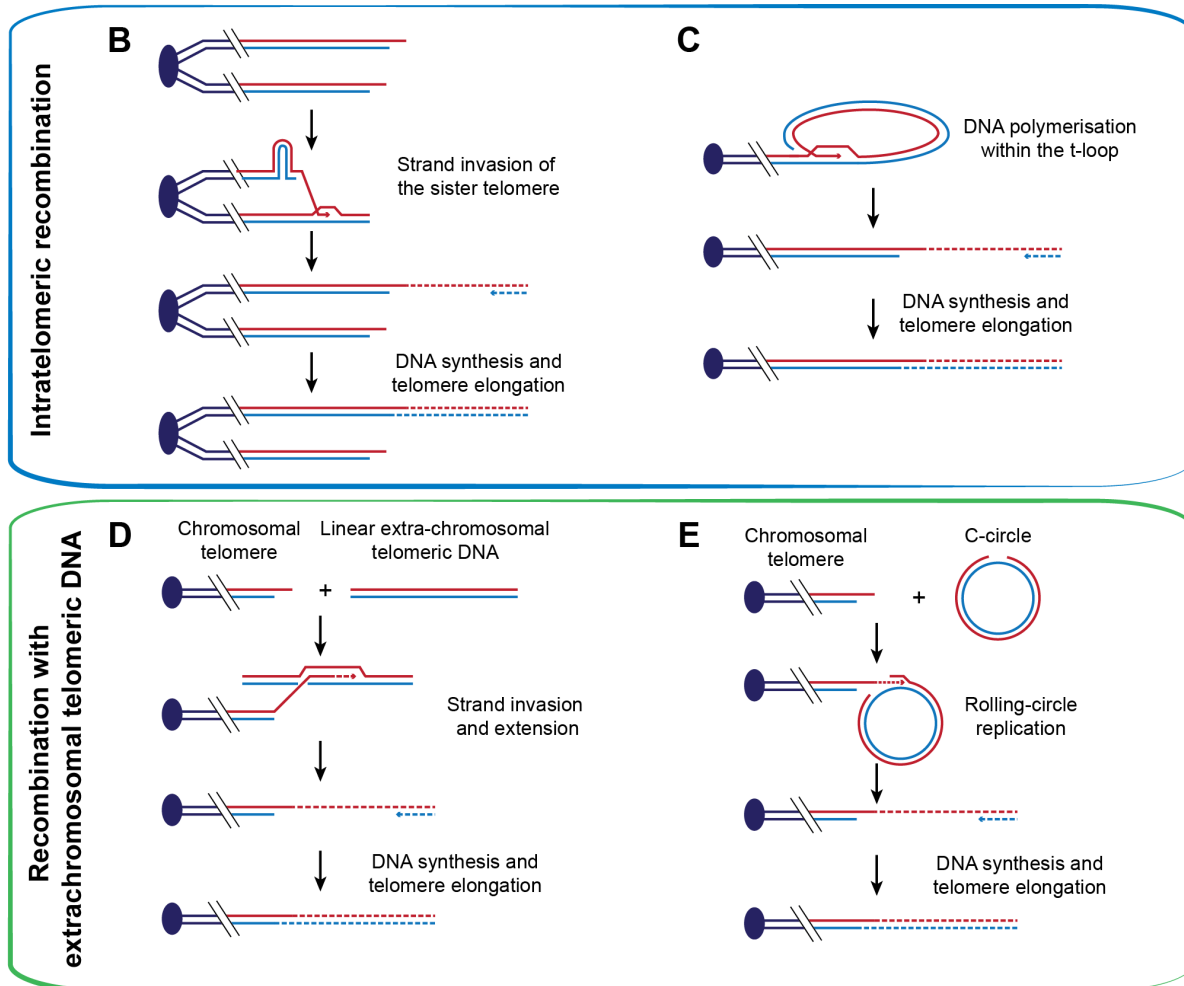 Intratelomeric recombination
B
Strand invasion of
the sister telomere
DNA synthesis and
telomere elongation
C
DNA polymerisation
within the t-loop
DNA synthesis and
telomere elongation
Recombination with
extrachromosomal telomeric DNA
D
Chromosomal
telomere
+
Linear extra-chromosomal
telomeric DNA
Strand invasion
and extension
DNA synthesis and
telomere elongation
E
Chromosomal
telomere
+
C-circle
Rolling-circle
replication
DNA synthesis and
telomere elongation